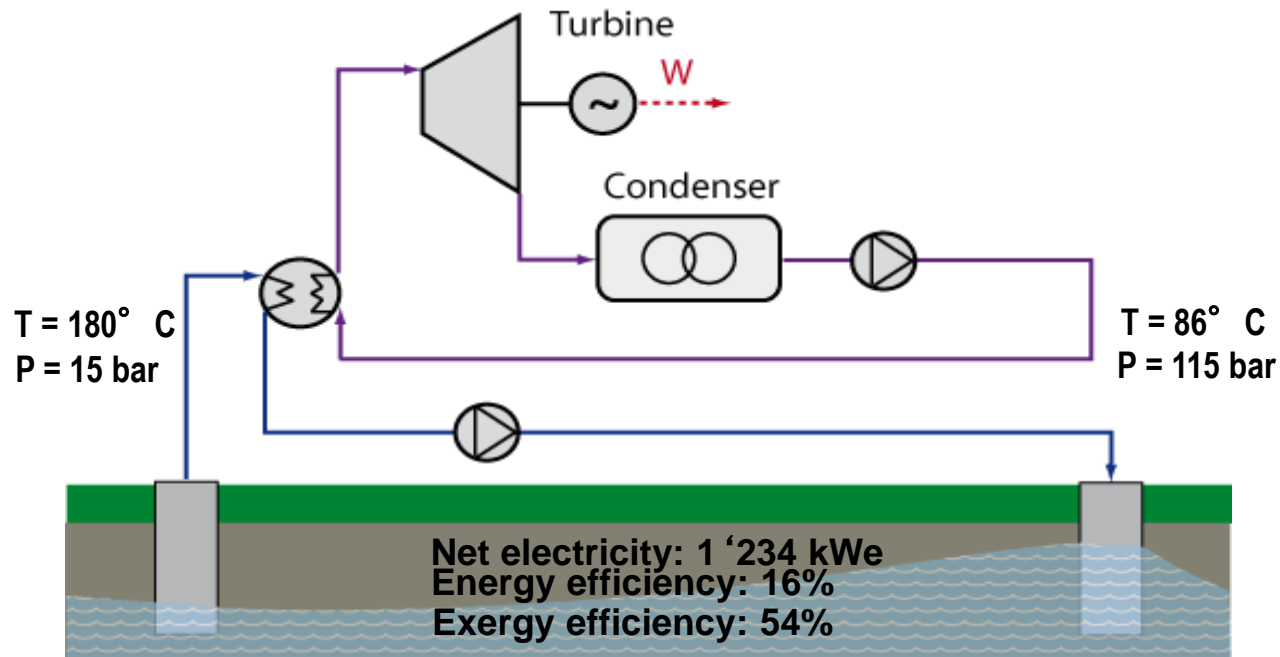 Turbine
W
~
Condenser
T = 180° C
P = 15 bar
T = 86° C
P = 115 bar
Net electricity: 1 ‘234 kWe
Energy efficiency: 16%
Exergy efficiency: 54%